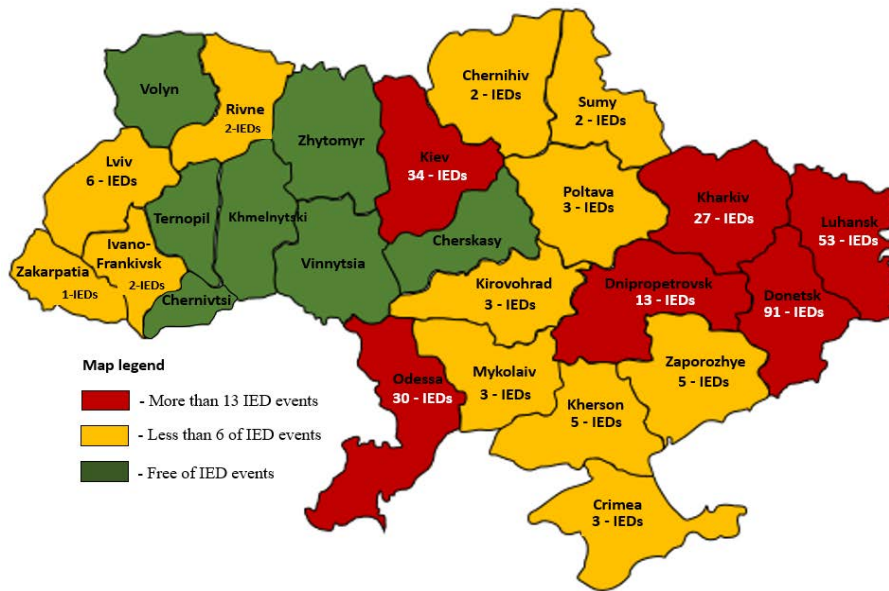 Volyn
Rivne
2-IEDs
Zhytomyr
Kiev
34 - IEDs
Chernihiv
2 - IEDs
Sumy
2 - IEDs
Lviv
6 - IEDs
Ternopil
Khmelnytski
Vinnytsia
Cherskasy
Poltava
3 - IEDs
Kharkiv
27 - IEDs
Luhansk
53 - IEDs
Zakarpatia
1-IEDs
Ivano-
Frankivsk
2-IEDs
Chernivtsi
Kirovohrad
3 - IEDs
Dnipropetrovsk
13 - IEDs
Donetsk
91 - IEDs
Odessa
30 - IEDs
Mykolaiv
3 - IEDs
Kherson
5 - IEDs
Zaporozhye
5 - IEDs
Crimea
3 - IEDs
Map legend
- More than 13 IED events
- Less than 6 of IED events
- Free of IED events